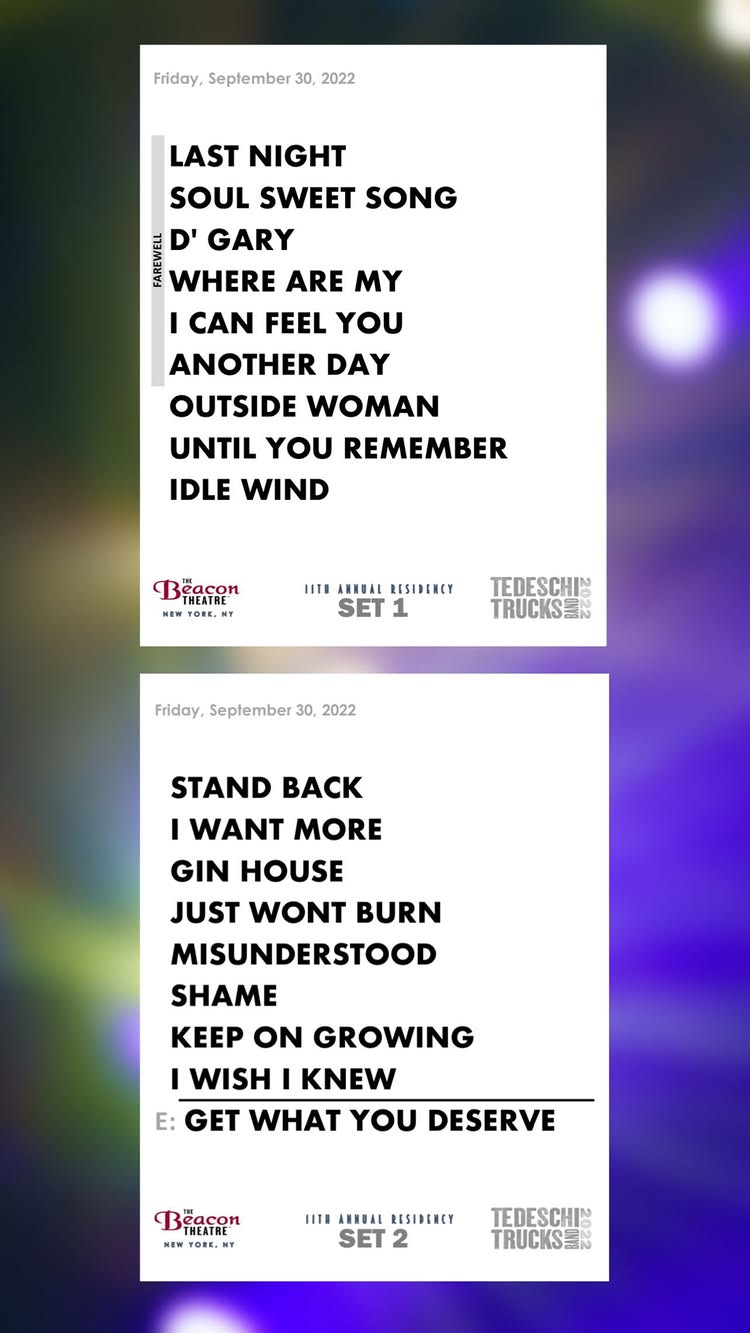 Friday, September 30, 2022
FAREWELL
LAST NIGHT
SOUL SWEET SONG
D' GARY
WHERE ARE MY
I CAN FEEL YOU
ANOTHER DAY
OUTSIDE WOMAN
UNTIL YOU REMEMBER
IDLE WIND
THE
Beacon
THEATRE
NEW YORK, NY
11TH ANNUAL RESIDENCY
SET 1
TEDESCHI
TRUCKS BAND 2022
Friday, September 30, 2022
STAND BACK
I WANT MORE
GIN HOUSE
JUST WONT BURN
MISUNDERSTOOD
SHAME
KEEP ON GROWING
I WISH I KNEW
E: GET WHAT YOU DESERVE
THE
Beacon
THEATRE
NEW YORK, NY
11TH ANNUAL RESIDENCY
SET 2
TEDESCHI
TRUCKS BAND 2022